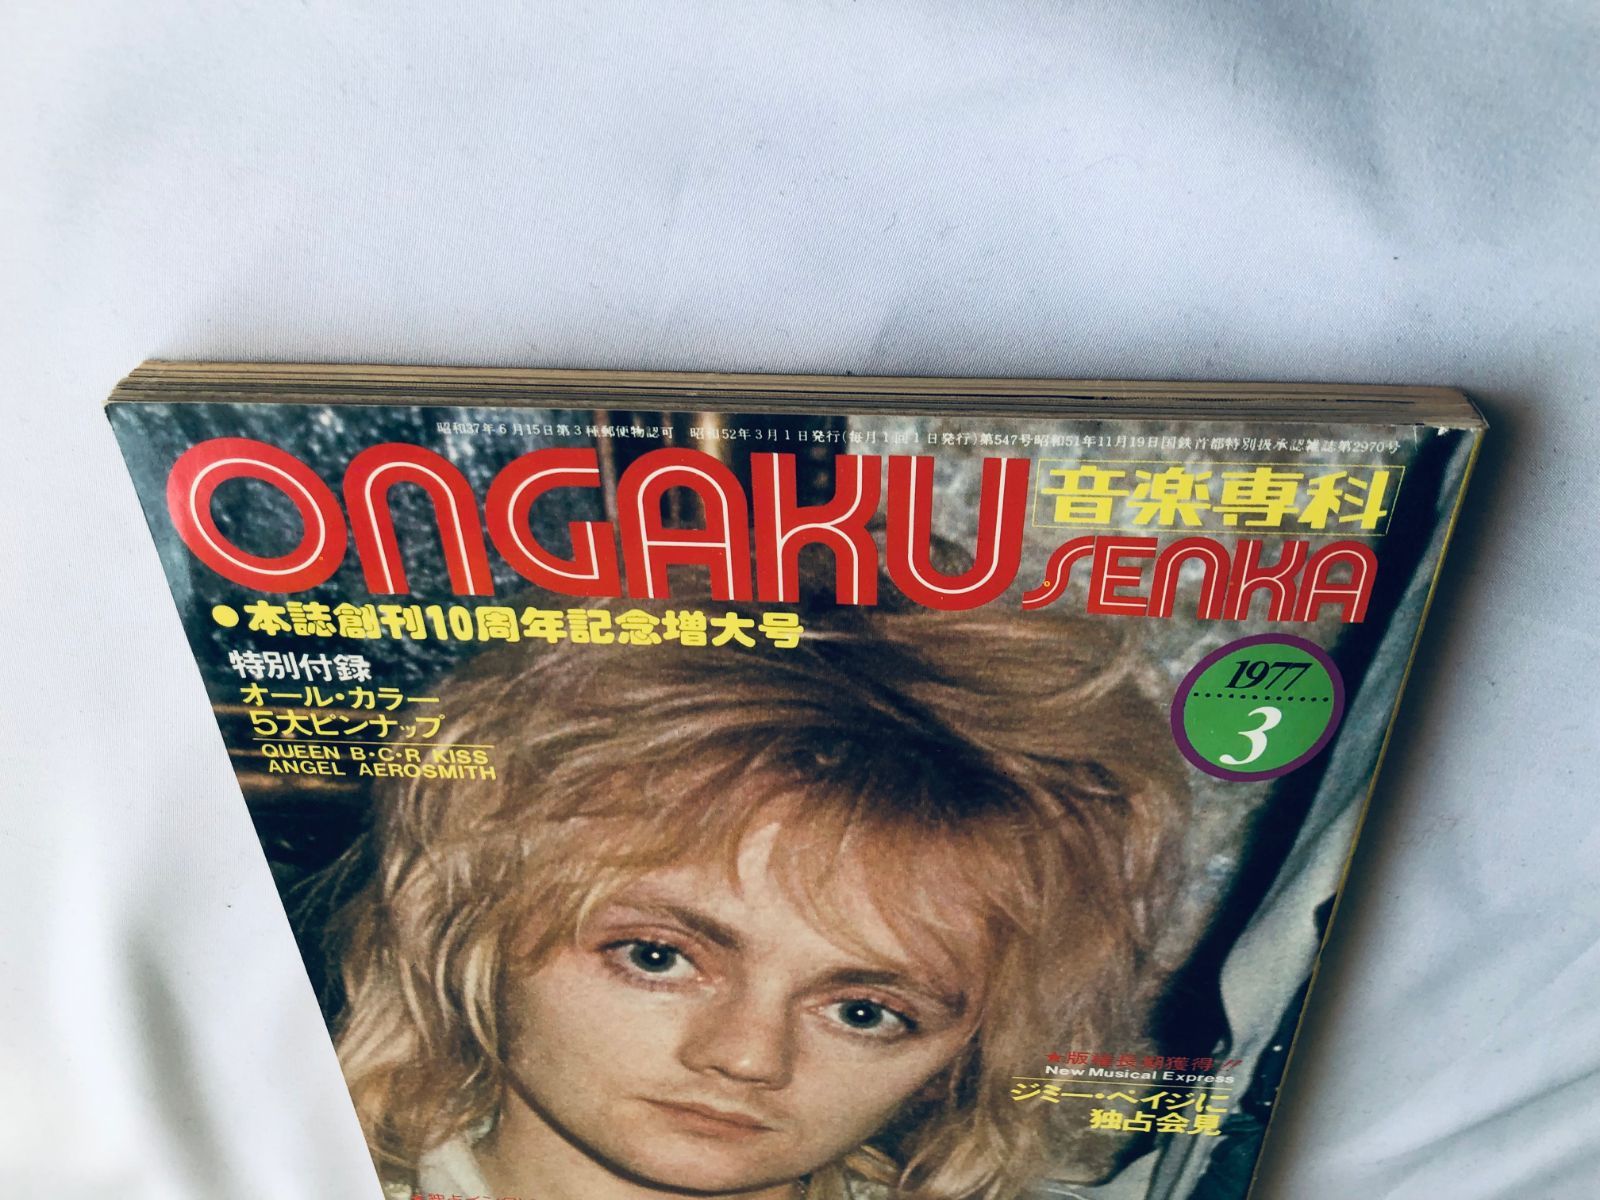 昭和37年6月15日第3種郵便物認可 昭和52年3月1日発行(毎月1回1日発行)第547号昭和51年11月19日国鉄首都特別扱承認雑誌第2970号
ONGAKU
音楽専科
SENKA
●本誌創刊10周年記念増大号
1977
3
特別付録
オール・カラー
5大ピンナップ
QUEEN B・C・R KISS
ANGEL AEROSMITH
★版権長期獲得!!
New Musical Express
ジミー・ペイジに
独占会見